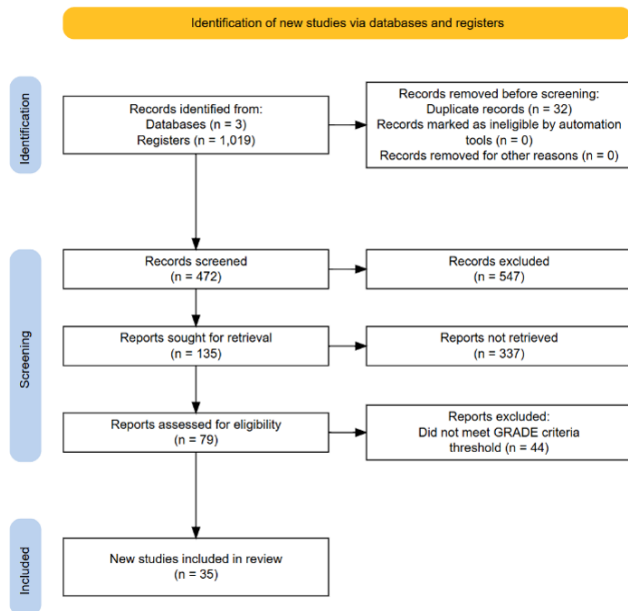 Identification of new studies via databases and registers
Identification
Records identified from:
Databases (n = 3)
Registers (n = 1,019)
Records removed before screening:
Duplicate records (n = 32)
Records marked as ineligible by automation
tools (n = 0)
Records removed for other reasons (n = 0)
Screening
Records screened
(n = 472)
Records excluded
(n = 547)
Reports sought for retrieval
(n = 135)
Reports not retrieved
(n = 337)
Reports assessed for eligibility
(n = 79)
Reports excluded:
Did not meet GRADE criteria
threshold (n = 44)
Included
New studies included in review
(n = 35)